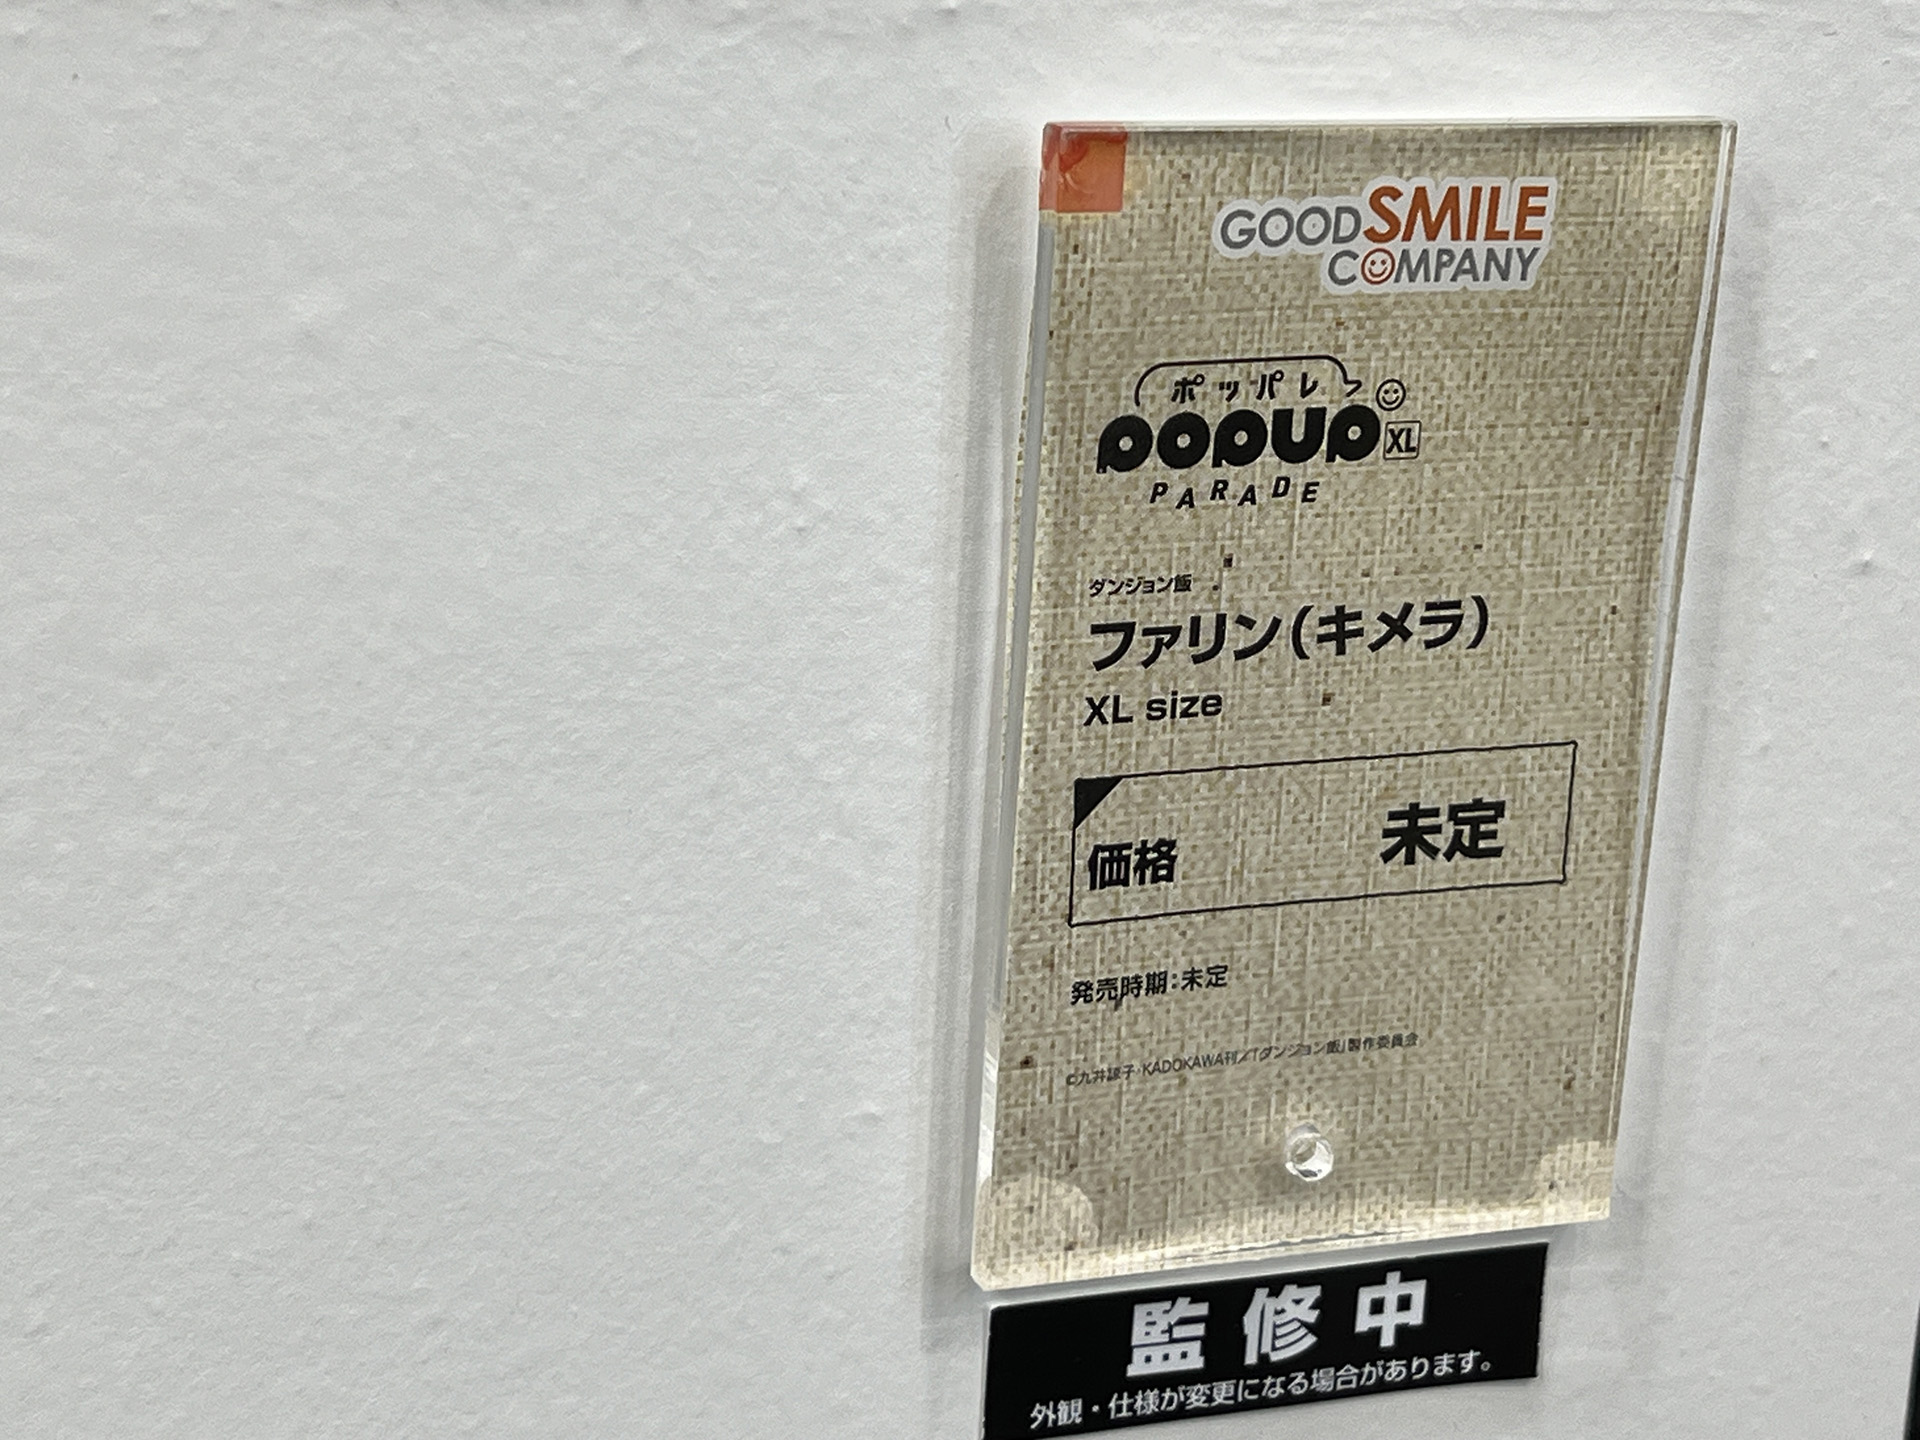 GOOD SMILE
COMPANY
ポッパレ
POPUP XL
PARADE
ダンジョン飯
ファリン(キメラ)
XL size
価格 未定
発売時期:未定
©九井諒子・KADOKAWA刊/「ダンジョン飯」製作委員会
監修中
外観・仕様が変更になる場合があります。